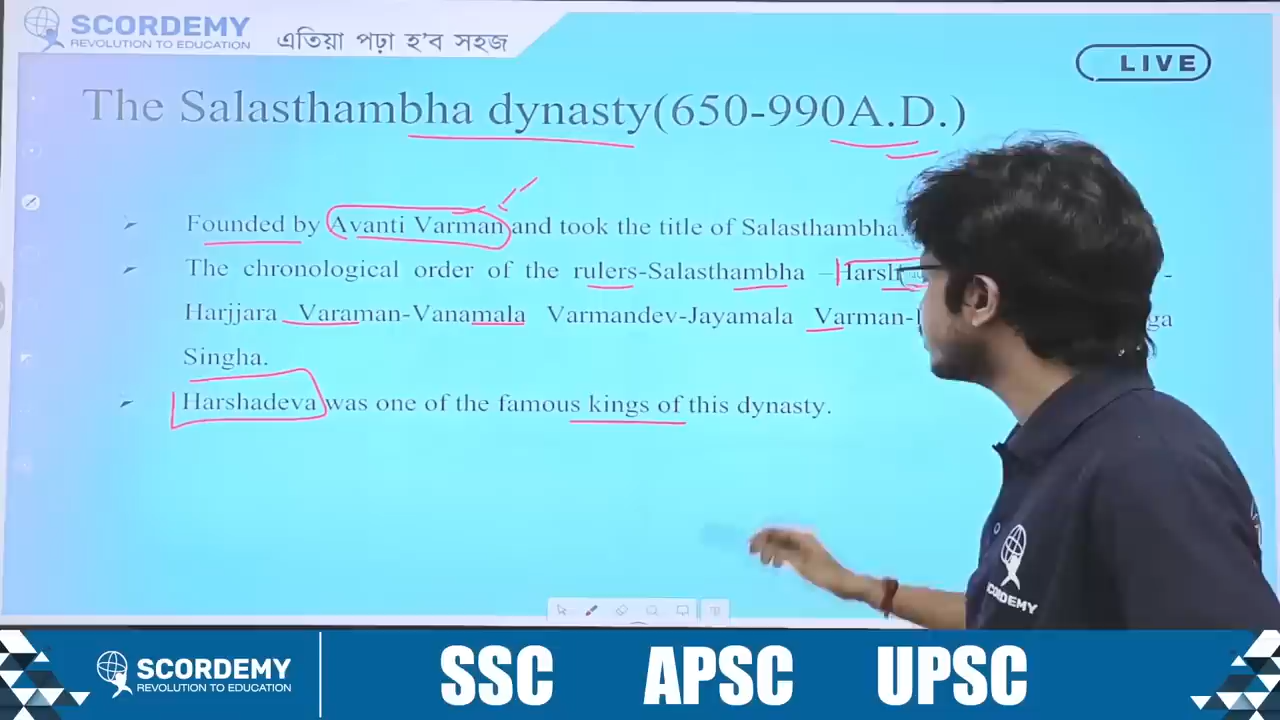 SCORDEMY
REVOLUTION TO EDUCATION
এতিয়া পঢ়া হ'ব সহজ
LIVE
The Salasthambha dynasty(650-990A.D.)
Founded by Avanti Varman and took the title of Salasthambha.
The chronological order of the rulers-Salasthambha –Harsh -
Harjjara Varaman-Vanamala Varmandev-Jayamala Varman- ga
Singha.
Harshadeva was one of the famous kings of this dynasty.
SCORDEMY
SCORDEMY
REVOLUTION TO EDUCATION
SSC APSC UPSC